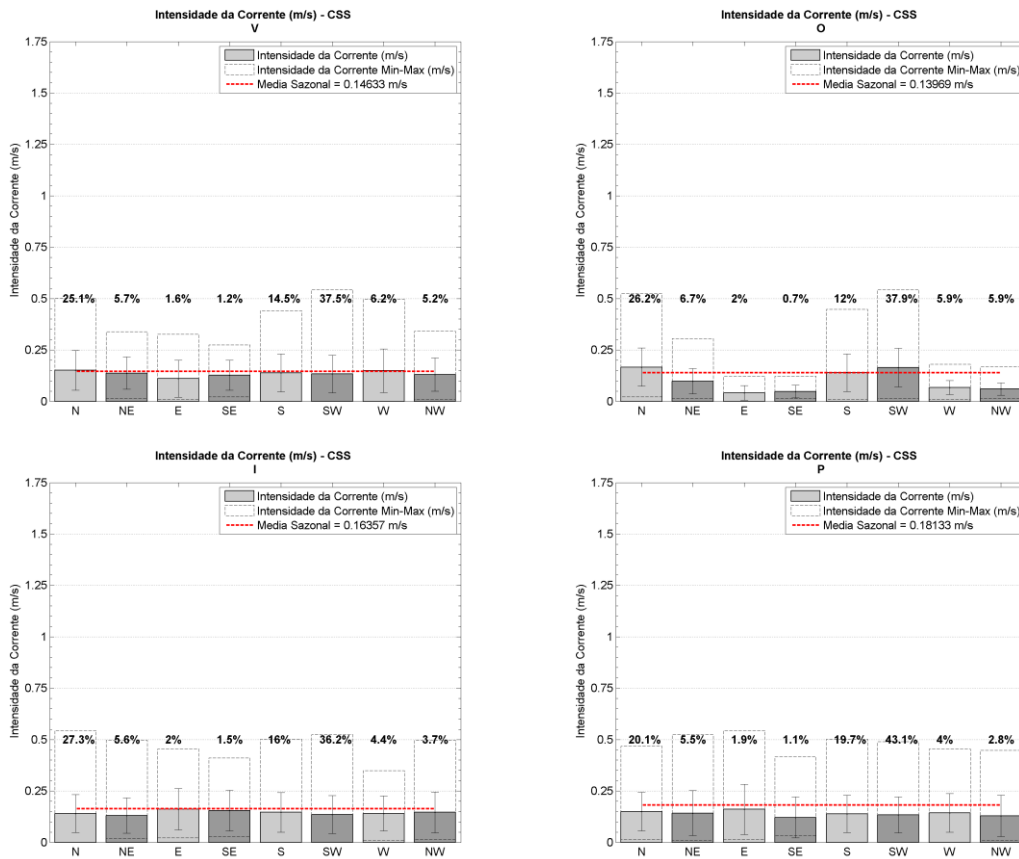 Intensidade da Corrente (m/s) - CSS
V
Intensidade da Corrente (m/s)
Intensidade da Corrente Min-Max (m/s)
Media Sazonal = 0.14633 m/s
Intensidade da Corrente (m/s)
1.75
1.5
1.25
1
0.75
0.5
0.25
0
25.1% 5.7% 1.6% 1.2% 14.5% 37.5% 6.2% 5.2%
N NE E SE S SW W NW
Intensidade da Corrente (m/s) - CSS
O
Intensidade da Corrente (m/s)
Intensidade da Corrente Min-Max (m/s)
Media Sazonal = 0.13969 m/s
Intensidade da Corrente (m/s)
1.75
1.5
1.25
1
0.75
0.5
0.25
0
26.2% 6.7% 2% 0.7% 12% 37.9% 5.9% 5.9%
N NE E SE S SW W NW
Intensidade da Corrente (m/s) - CSS
I
Intensidade da Corrente (m/s)
Intensidade da Corrente Min-Max (m/s)
Media Sazonal = 0.16357 m/s
Intensidade da Corrente (m/s)
1.75
1.5
1.25
1
0.75
0.5
0.25
0
27.3% 5.6% 2% 1.5% 16% 36.2% 4.4% 3.7%
N NE E SE S SW W NW
Intensidade da Corrente (m/s) - CSS
P
Intensidade da Corrente (m/s)
Intensidade da Corrente Min-Max (m/s)
Media Sazonal = 0.18133 m/s
Intensidade da Corrente (m/s)
1.75
1.5
1.25
1
0.75
0.5
0.25
0
20.1% 5.5% 1.9% 1.1% 19.7% 43.1% 4% 2.8%
N NE E SE S SW W NW